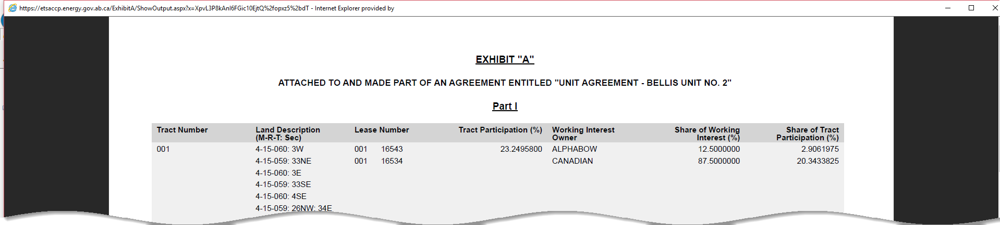 https://etsaccp.energy.gov.ab.ca/ExhibitA/ShowOutput.aspx?x=XpvL3P8kAnI6FGic10EjtQ%2fopxz5%2bdT - Internet Explorer provided by
EXHIBIT "A"
ATTACHED TO AND MADE PART OF AN AGREEMENT ENTITLED "UNIT AGREEMENT - BELLIS UNIT NO. 2"
Part I
Tract Number Land Description Lease Number Tract Participation (%) Working Interest Share of Working Share of Tract
(M-R-T: Sec) Owner Interest (%) Participation (%)
001 4-15-060: 3W 001 16543 23.2495800 ALPHABOW 12.5000000 2.9061975
4-15-059: 33NE 001 16534 CANADIAN 87.5000000 20.3433825
4-15-060: 3E
4-15-059: 33SE
4-15-060: 4SE
4-15-059: 26NW: 34E